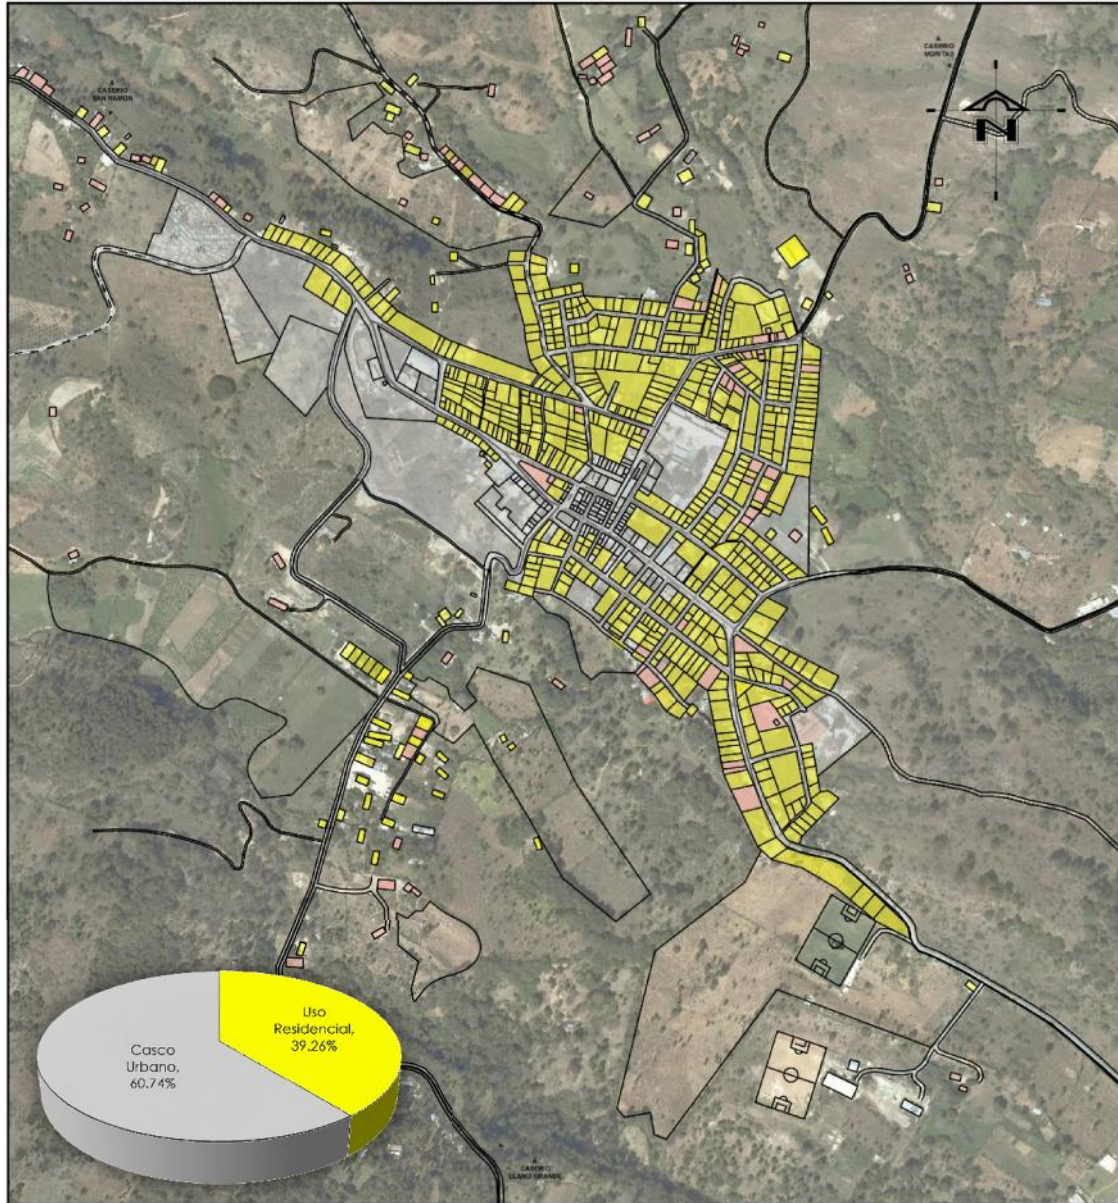 A
CASERIO
MORITAS
A
CASERIO
SAN RAMON
N
Uso
Residencial,
39.26%
Casco
Urbano,
60.74%
A
CASERIO
LLANO GRANDE